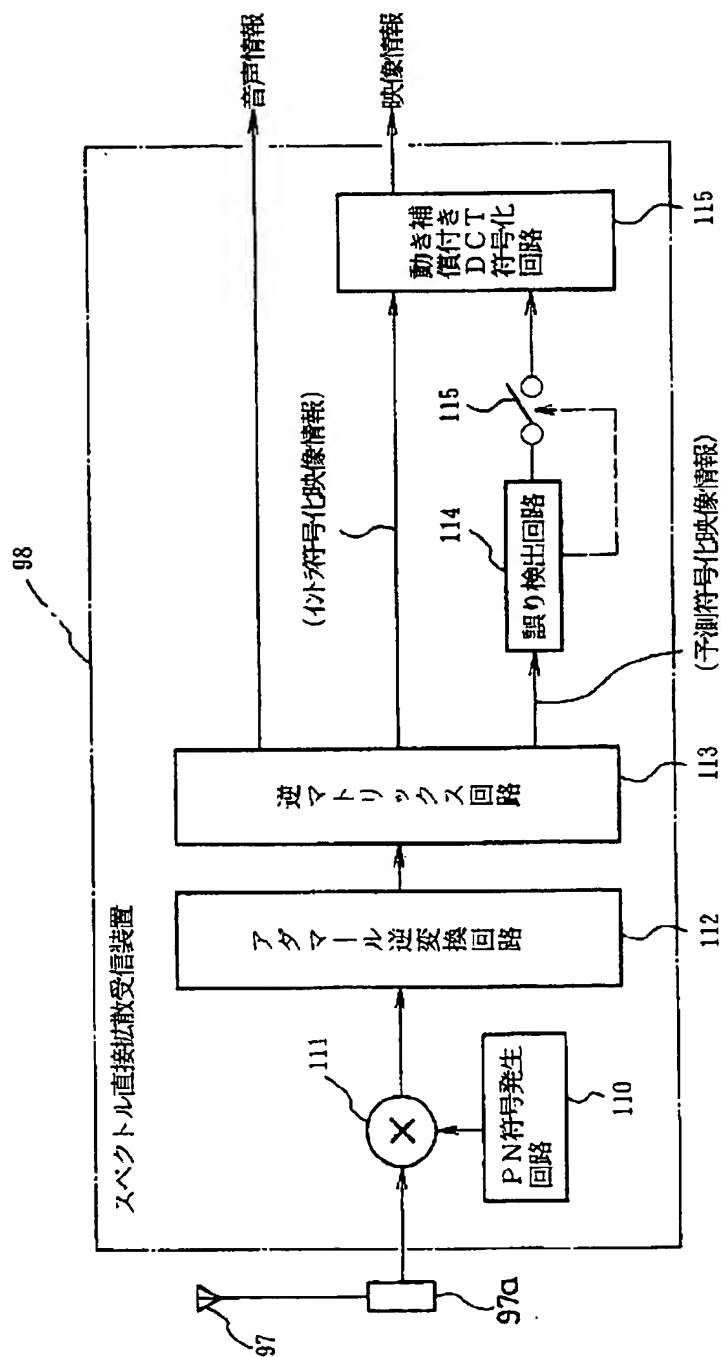 98
スペクトル直接拡散受信装置
音声情報
映像情報
97
97a
111
PN符号発生
回路
110
アダマール逆変換回路
112
逆マトリックス回路
113
(イントラ符号化映像情報)
誤り検出回路
114
(予測符号化映像情報)
115
動き補
償付き
DCT
符号化
回路
115